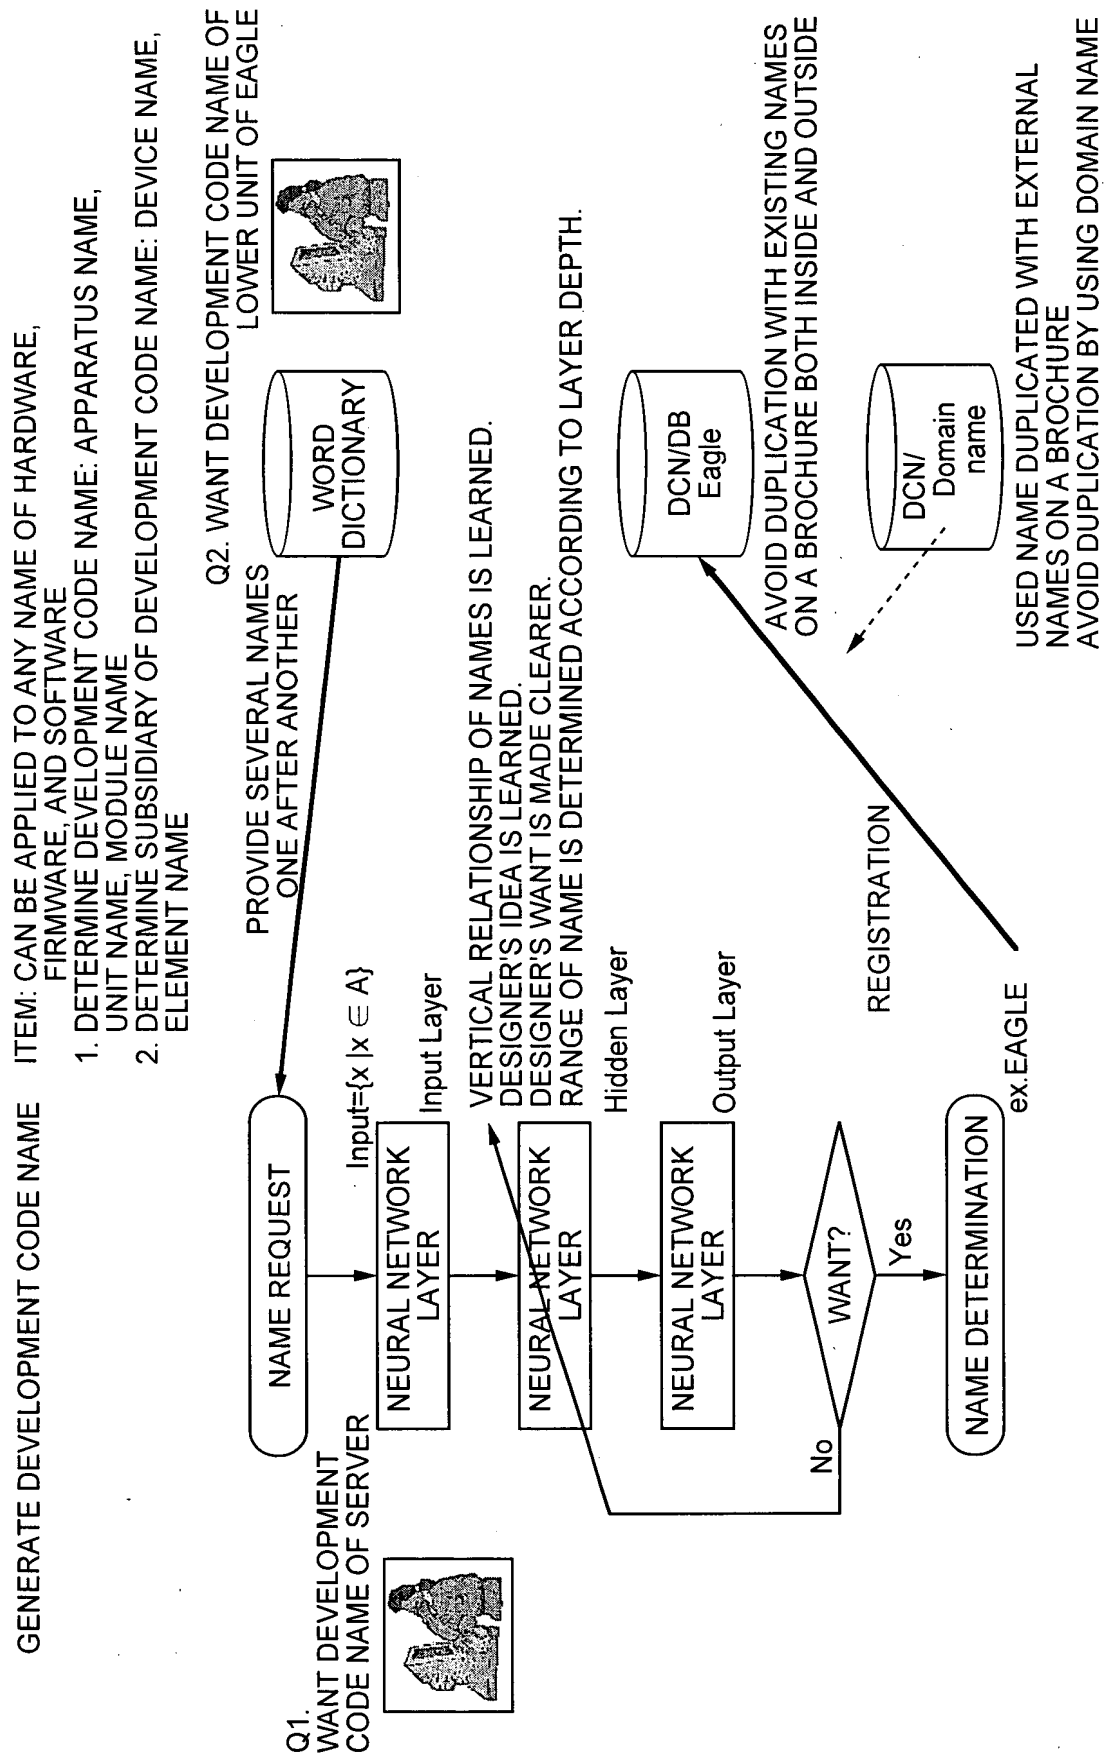 GENERATE DEVELOPMENT CODE NAME
ITEM: CAN BE APPLIED TO ANY NAME OF HARDWARE,
FIRMWARE, AND SOFTWARE
1. DETERMINE DEVELOPMENT CODE NAME: APPARATUS NAME,
UNIT NAME, MODULE NAME
2. DETERMINE SUBSIDIARY OF DEVELOPMENT CODE NAME: DEVICE NAME,
ELEMENT NAME
Q1.
WANT DEVELOPMENT
CODE NAME OF SERVER
NAME REQUEST
PROVIDE SEVERAL NAMES
ONE AFTER ANOTHER
WORD
DICTIONARY
Q2. WANT DEVELOPMENT CODE NAME OF
LOWER UNIT OF EAGLE
Input={x |x ∈ A}
NEURAL NETWORK
LAYER
Input Layer
VERTICAL RELATIONSHIP OF NAMES IS LEARNED.
DESIGNER'S IDEA IS LEARNED.
DESIGNER'S WANT IS MADE CLEARER.
RANGE OF NAME IS DETERMINED ACCORDING TO LAYER DEPTH.
NEURAL NETWORK
LAYER
Hidden Layer
NEURAL NETWORK
LAYER
Output Layer
DCN/DB
Eagle
AVOID DUPLICATION WITH EXISTING NAMES
ON A BROCHURE BOTH INSIDE AND OUTSIDE
No
WANT?
Yes
REGISTRATION
DCN/
Domain
name
NAME DETERMINATION
ex.EAGLE
USED NAME DUPLICATED WITH EXTERNAL
NAMES ON A BROCHURE
AVOID DUPLICATION BY USING DOMAIN NAME